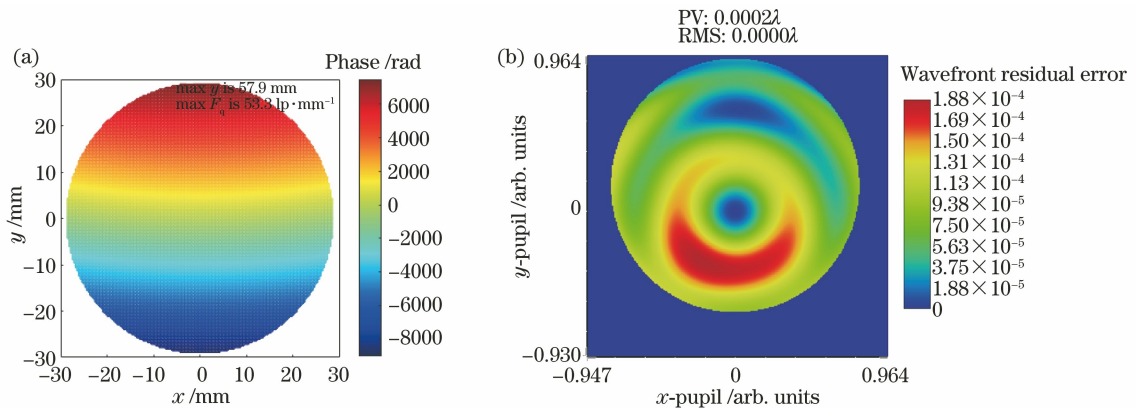 (a)
Phase /rad
max y is 57.9 mm
max F_q is 53.3 lp·mm⁻¹
30
20
10
0
−10
−20
−30
y /mm
−30 −20 −10 0 10 20 30
x /mm
6000
4000
2000
0
−2000
−4000
−6000
−8000
PV: 0.0002λ
RMS: 0.0000λ
(b)
0.964
0
−0.930
y-pupil /arb. units
−0.947 0 0.964
x-pupil /arb. units
Wavefront residual error
1.88×10⁻⁴
1.69×10⁻⁴
1.50×10⁻⁴
1.31×10⁻⁴
1.13×10⁻⁴
9.38×10⁻⁵
7.50×10⁻⁵
5.63×10⁻⁵
3.75×10⁻⁵
1.88×10⁻⁵
0